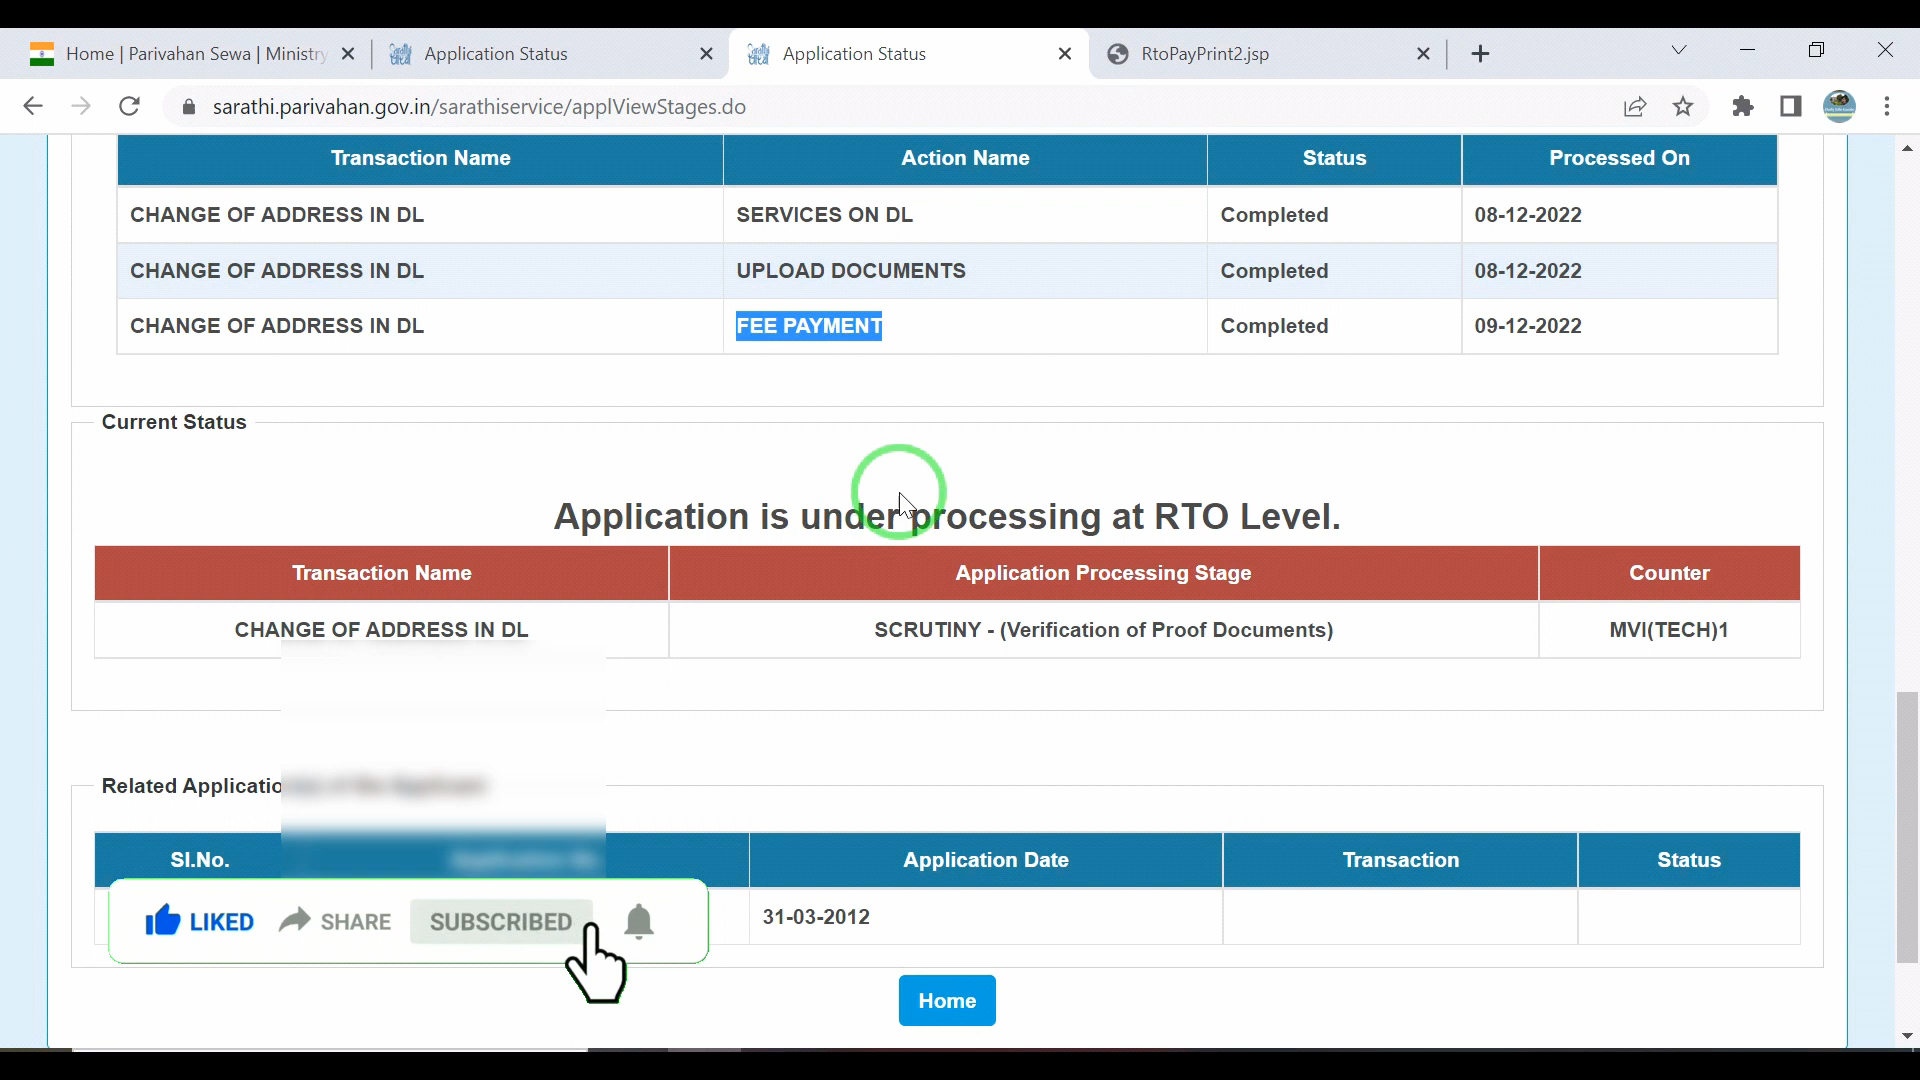 Home | Parivahan Sewa | Ministry
Application Status
Application Status
RtoPayPrint2.jsp
sarathi.parivahan.gov.in/sarathiservice/applViewStages.do
Transaction Name Action Name Status Processed On
CHANGE OF ADDRESS IN DL SERVICES ON DL Completed 08-12-2022
CHANGE OF ADDRESS IN DL UPLOAD DOCUMENTS Completed 08-12-2022
CHANGE OF ADDRESS IN DL FEE PAYMENT Completed 09-12-2022
Current Status
Application is under processing at RTO Level.
Transaction Name Application Processing Stage Counter
CHANGE OF ADDRESS IN DL SCRUTINY - (Verification of Proof Documents) MVI(TECH)1
Related
Sl.No. Application Date Transaction Status
31-03-2012
LIKED SHARE SUBSCRIBED
Home